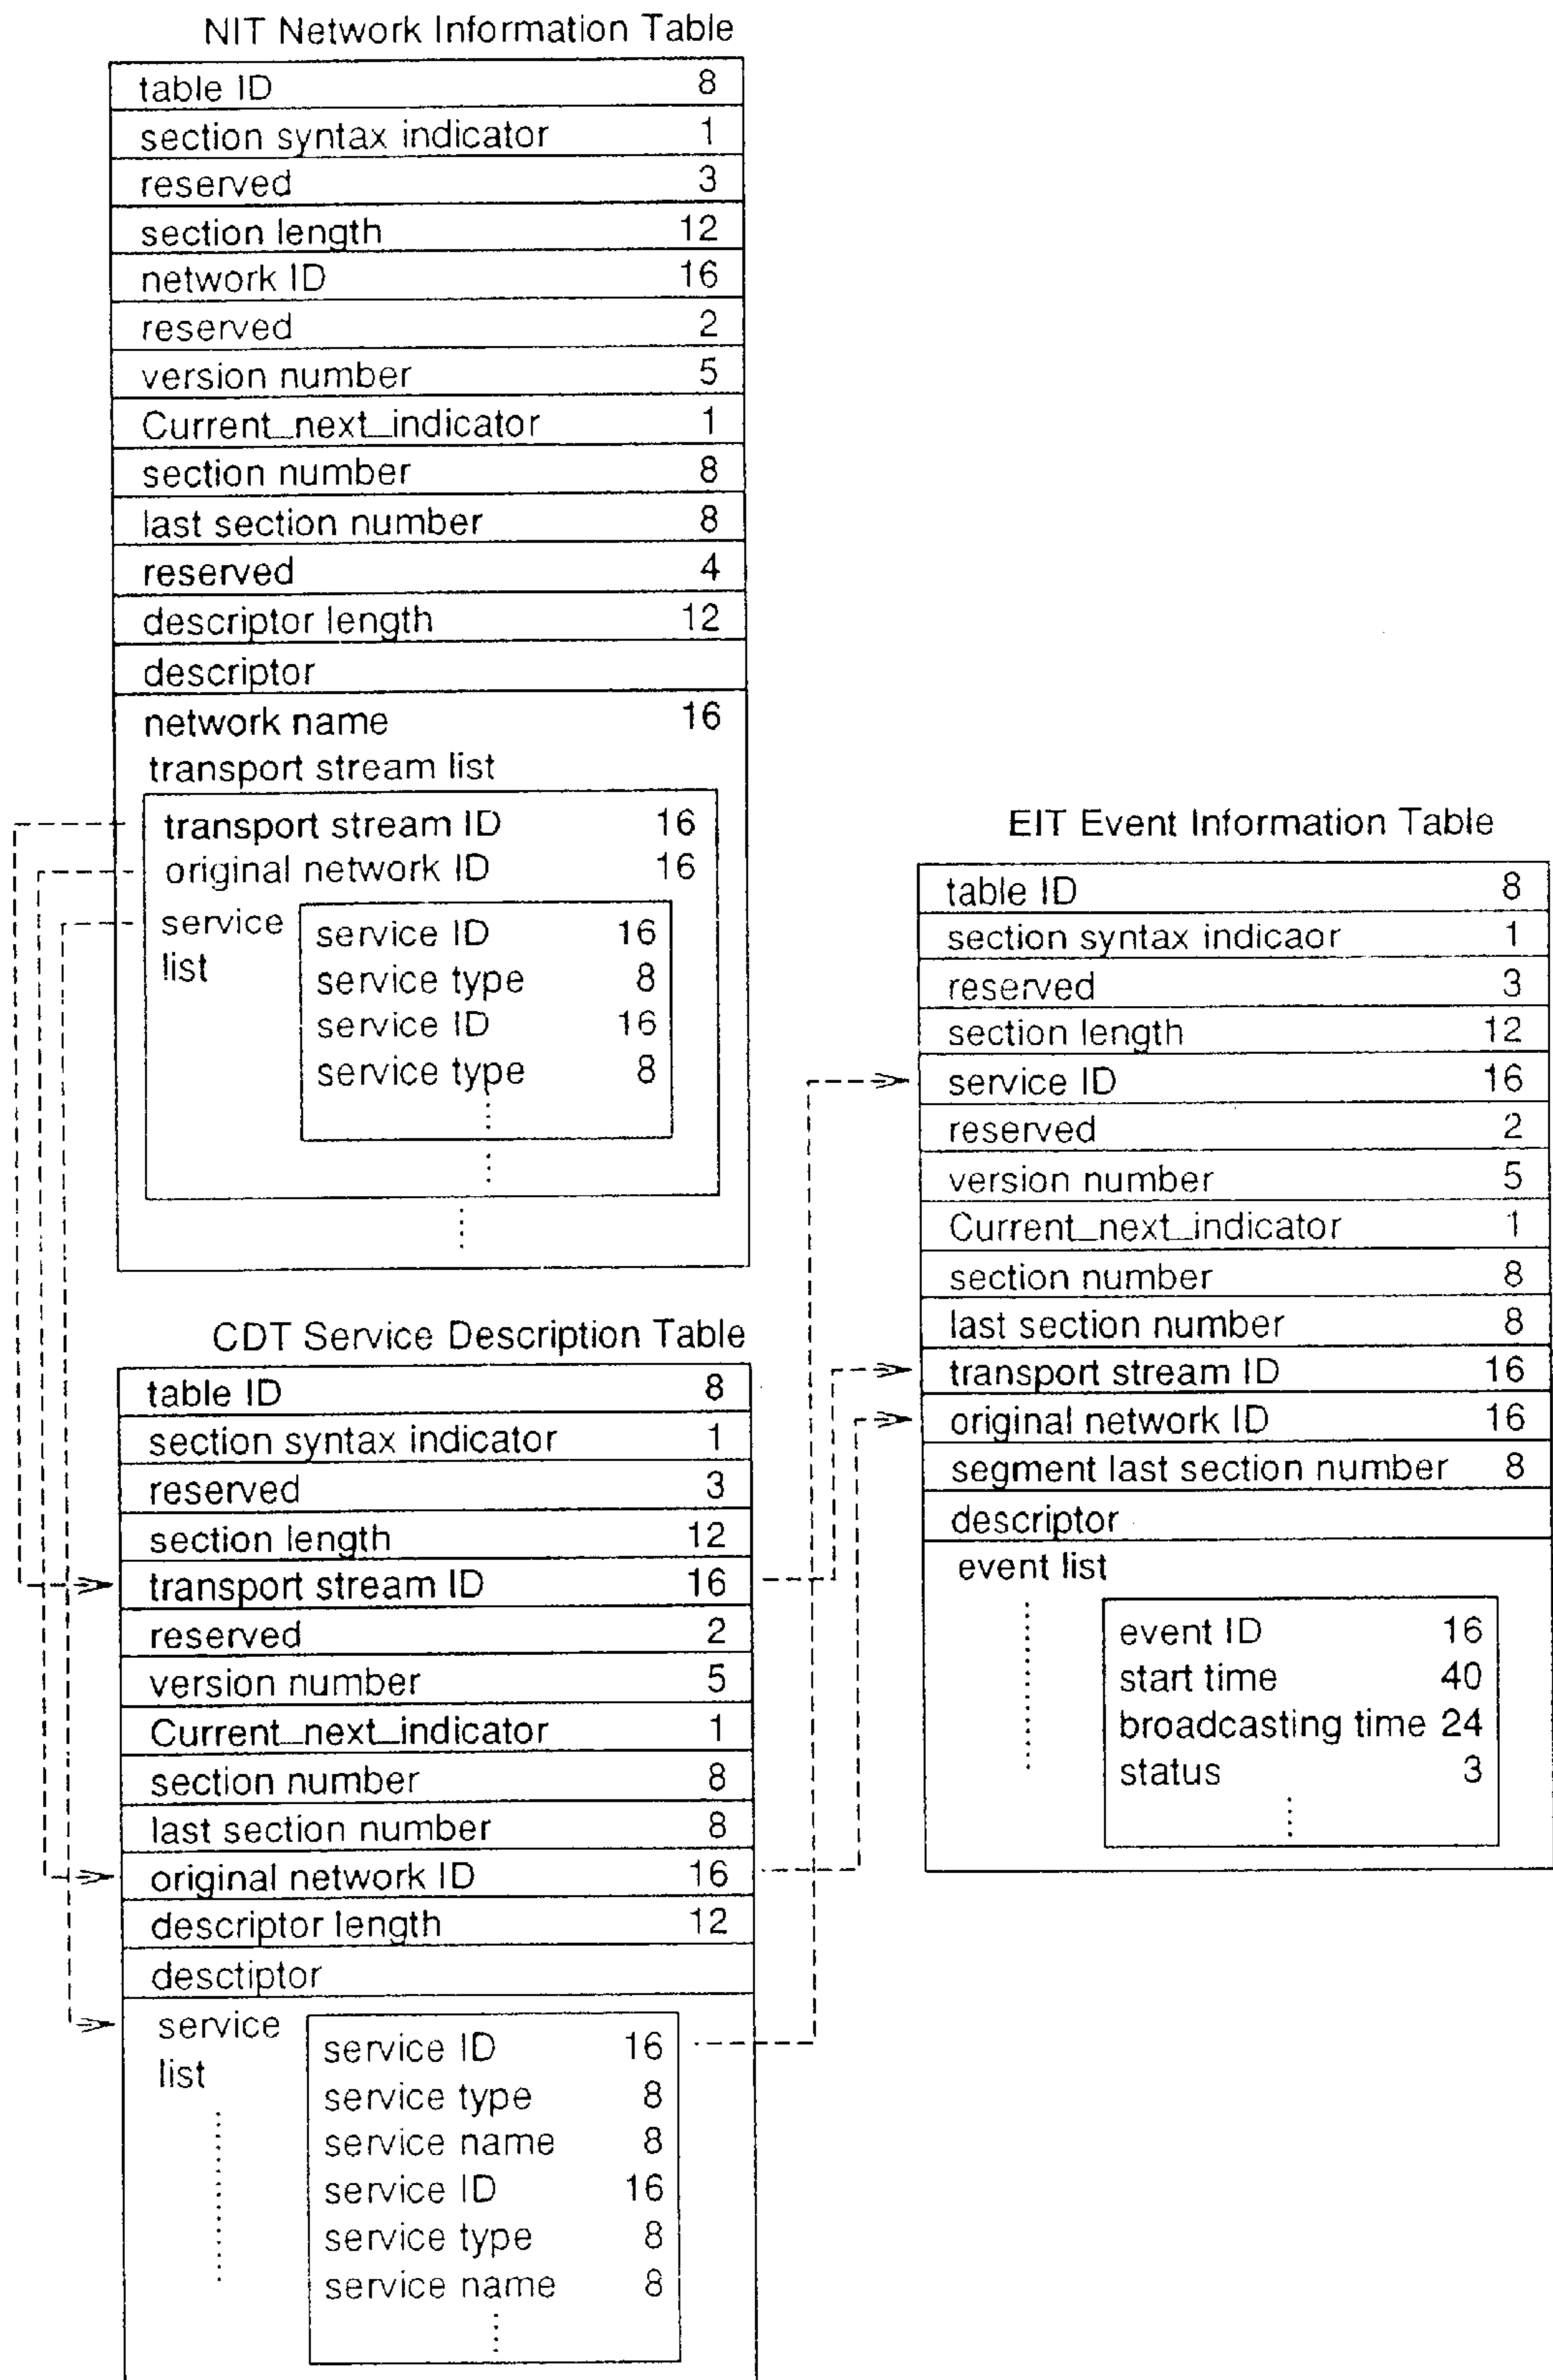 NIT Network Information Table
table ID 8
section syntax indicator 1
reserved 3
section length 12
network ID 16
reserved 2
version number 5
Current_next_indicator 1
section number 8
last section number 8
reserved 4
descriptor length 12
descriptor
network name 16
transport stream list
transport stream ID 16
original network ID 16
service list
service ID 16
service type 8
service ID 16
service type 8
CDT Service Description Table
table ID 8
section syntax indicator 1
reserved 3
section length 12
transport stream ID 16
reserved 2
version number 5
Current_next_indicator 1
section number 8
last section number 8
original network ID 16
descriptor length 12
desctiptor
service list
service ID 16
service type 8
service name 8
service ID 16
service type 8
service name 8
EIT Event Information Table
table ID 8
section syntax indicaor 1
reserved 3
section length 12
service ID 16
reserved 2
version number 5
Current_next_indicator 1
section number 8
last section number 8
transport stream ID 16
original network ID 16
segment last section number 8
descriptor
event list
event ID 16
start time 40
broadcasting time 24
status 3